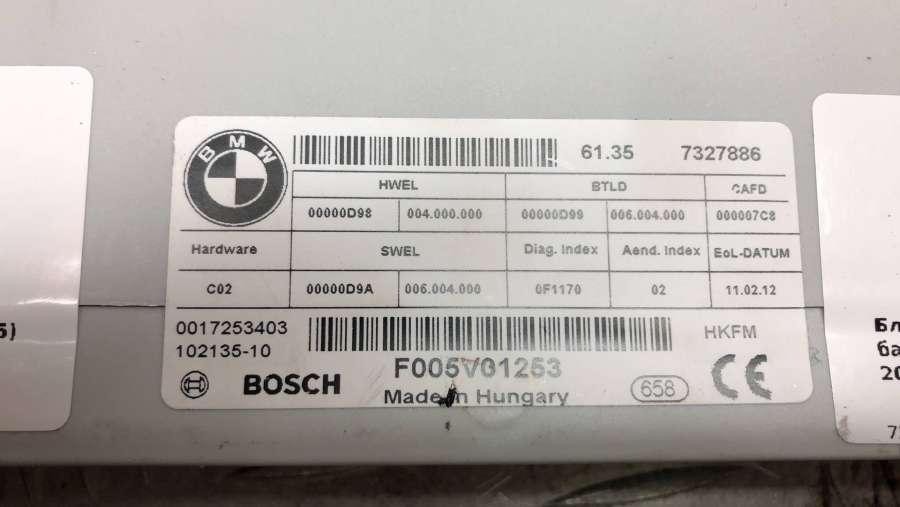 BMW
61.35 7327886
HWEL BTLD CAFD
00000D98 004.000.000 00000D99 006.004.000 000007C8
Hardware SWEL Diag. Index Aend. Index EoL-DATUM
C02 00000D9A 006.004.000 0F1170 02 11.02.12
0017253403 HKFM
102135-10
F005V01253
BOSCH Made in Hungary 658 CE
5)
Бл
ба
20
73